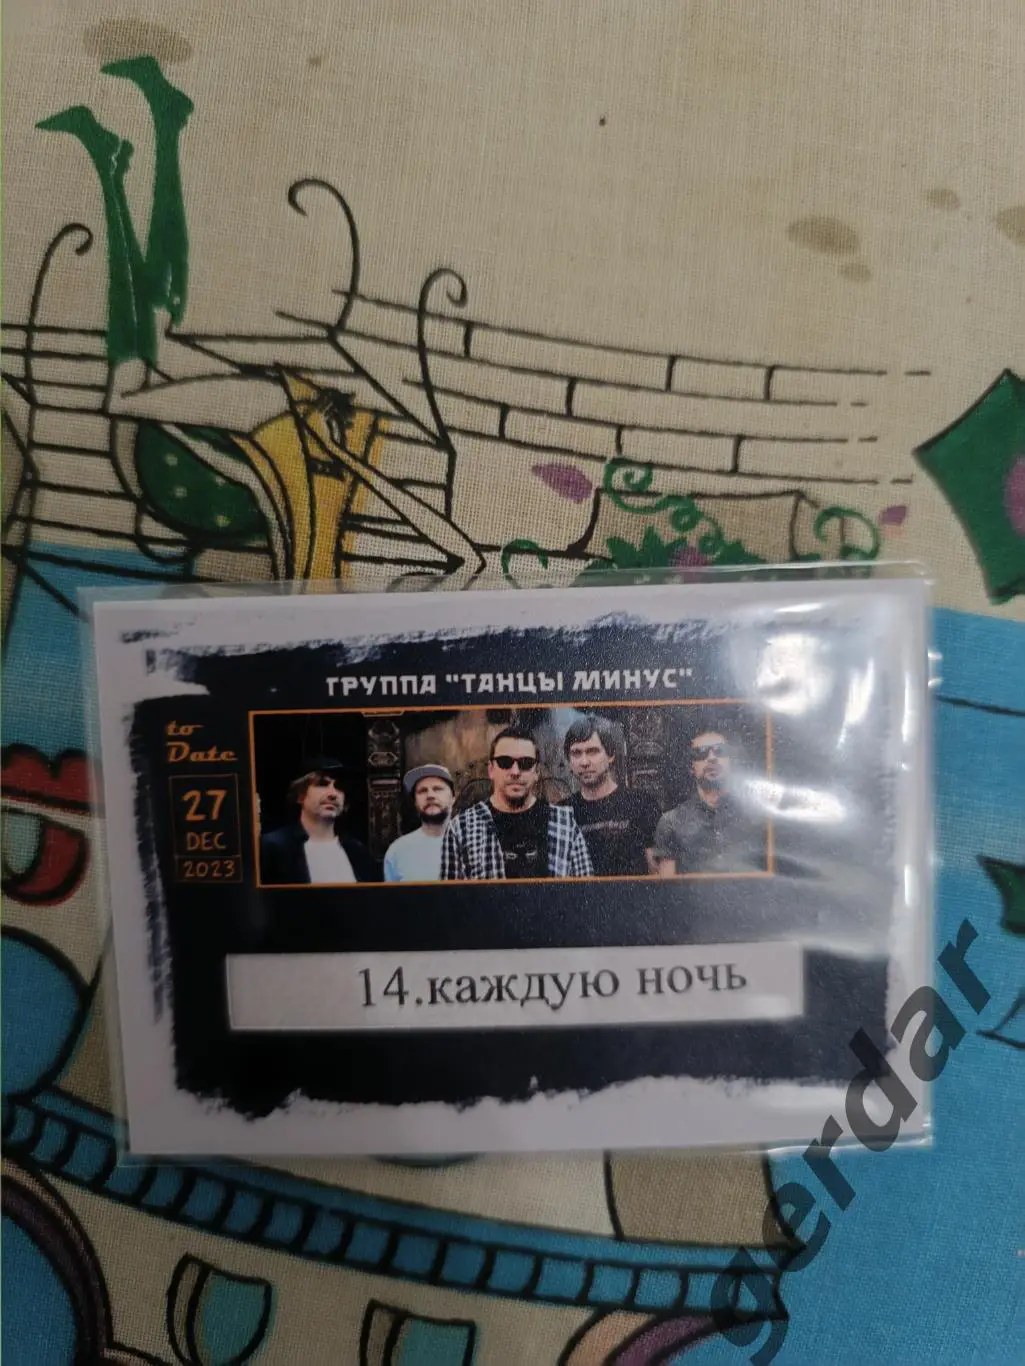 ГРУППА "ТАНЦЫ МИНУС"
to
Date
27
DEC
2023
14.каждую ночь
gerdar